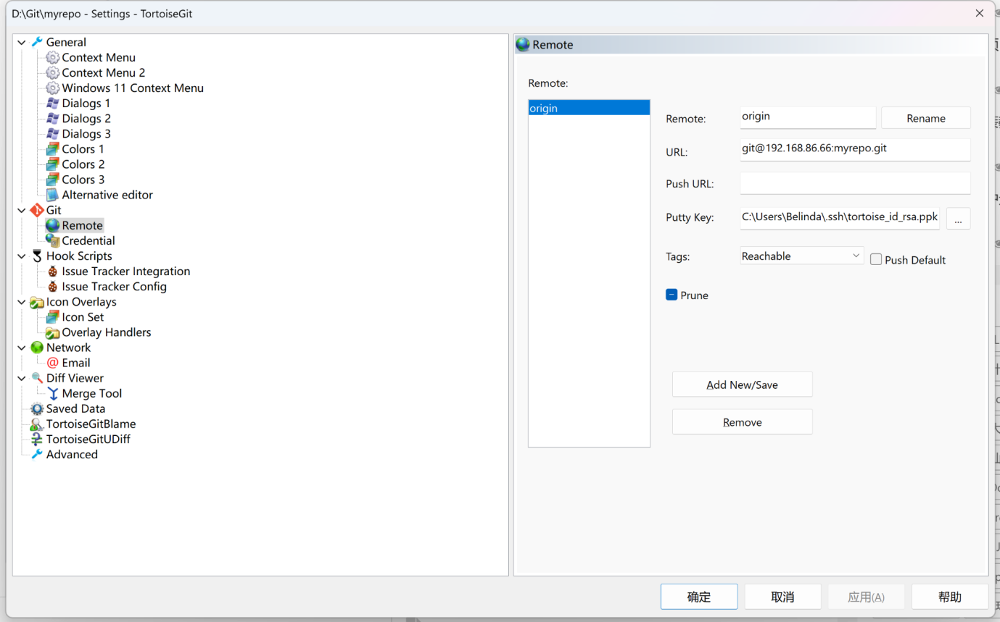 D:\Git\myrepo - Settings - TortoiseGit
General
Context Menu
Context Menu 2
Windows 11 Context Menu
Dialogs 1
Dialogs 2
Dialogs 3
Colors 1
Colors 2
Colors 3
Alternative editor
Git
Remote
Credential
Hook Scripts
Issue Tracker Integration
Issue Tracker Config
Icon Overlays
Icon Set
Overlay Handlers
Network
Email
Diff Viewer
Merge Tool
Saved Data
TortoiseGitBlame
TortoiseGitUDiff
Advanced
Remote
Remote:
origin
Remote: origin Rename
URL: git@192.168.86.66:myrepo.git
Push URL:
Putty Key: C:\Users\Belinda\.ssh\tortoise_id_rsa.ppk ...
Tags: Reachable Push Default
Prune
Add New/Save
Remove
确定 取消 应用(A) 帮助